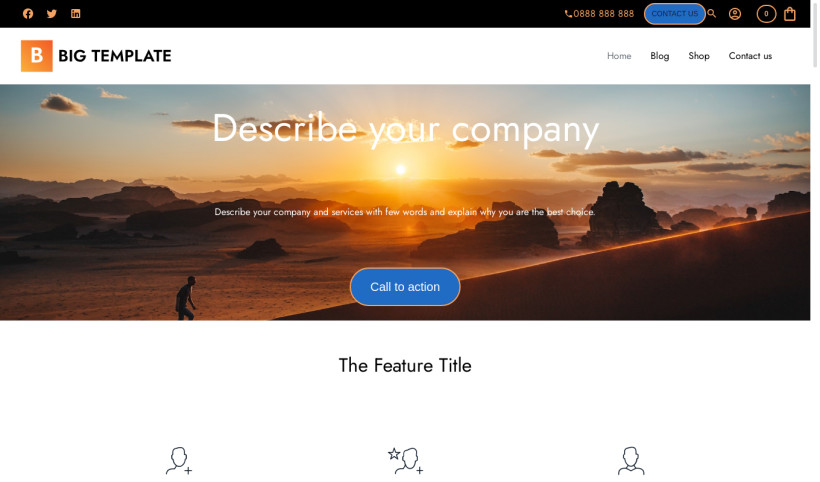 0888 888 888
CONTACT US
0
B BIG TEMPLATE
Home Blog Shop Contact us
Describe your company
Describe your company and services with few words and explain why you are the best choice.
Call to action
The Feature Title